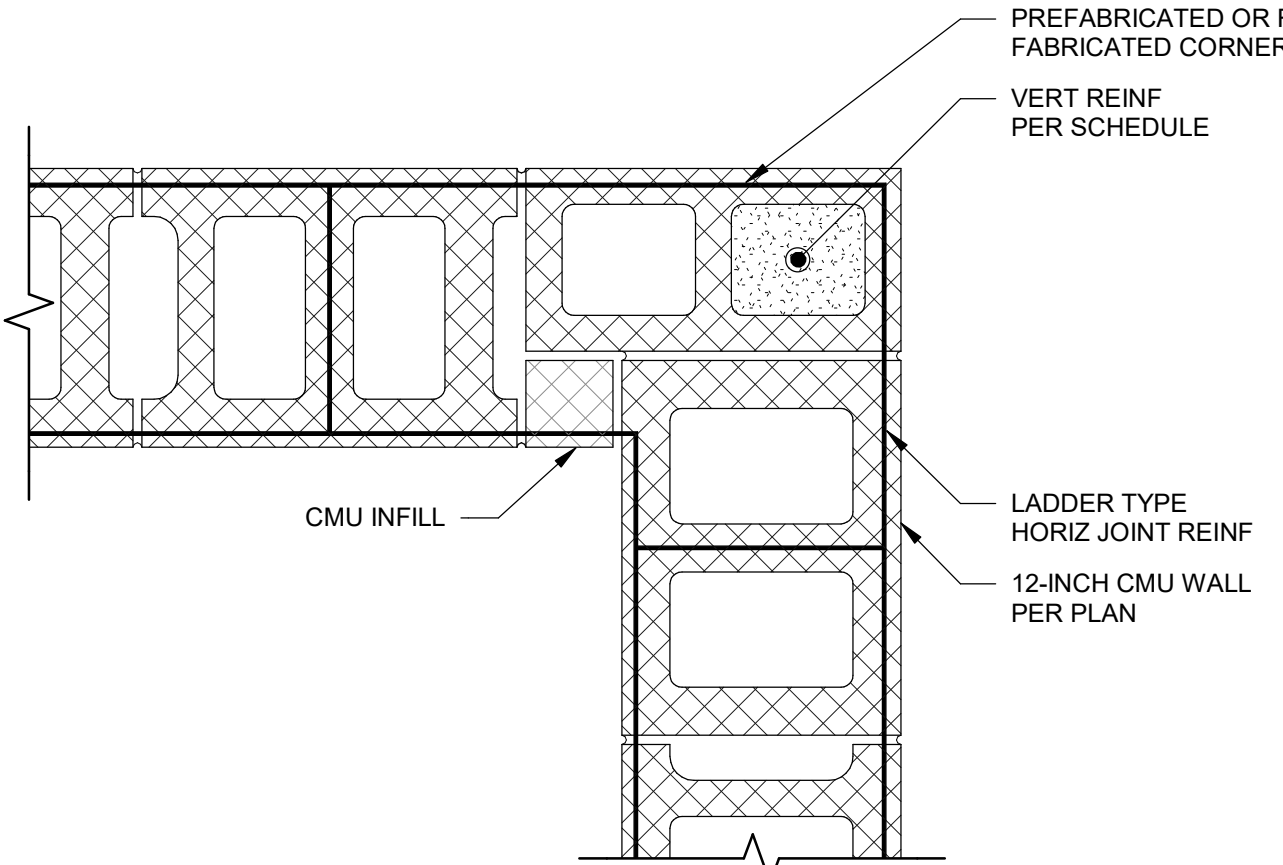 PREFABRICATED OR
FABRICATED CORNER
VERT REINF
PER SCHEDULE
CMU INFILL
LADDER TYPE
HORIZ JOINT REINF
12-INCH CMU WALL
PER PLAN